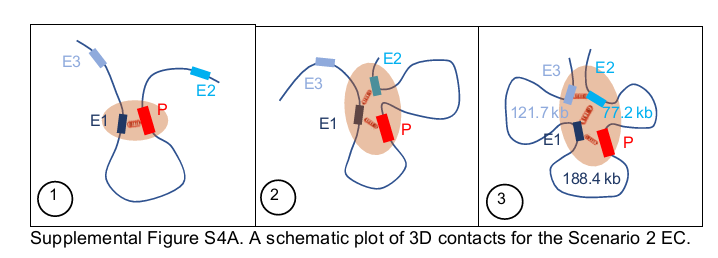 E3
E2
E1
P
1
E2
E3
E1
P
2
E3
E2
121.7 kb
77.2 kb
E1
P
188.4 kb
3
Supplemental Figure S4A. A schematic plot of 3D contacts for the Scenario 2 EC.